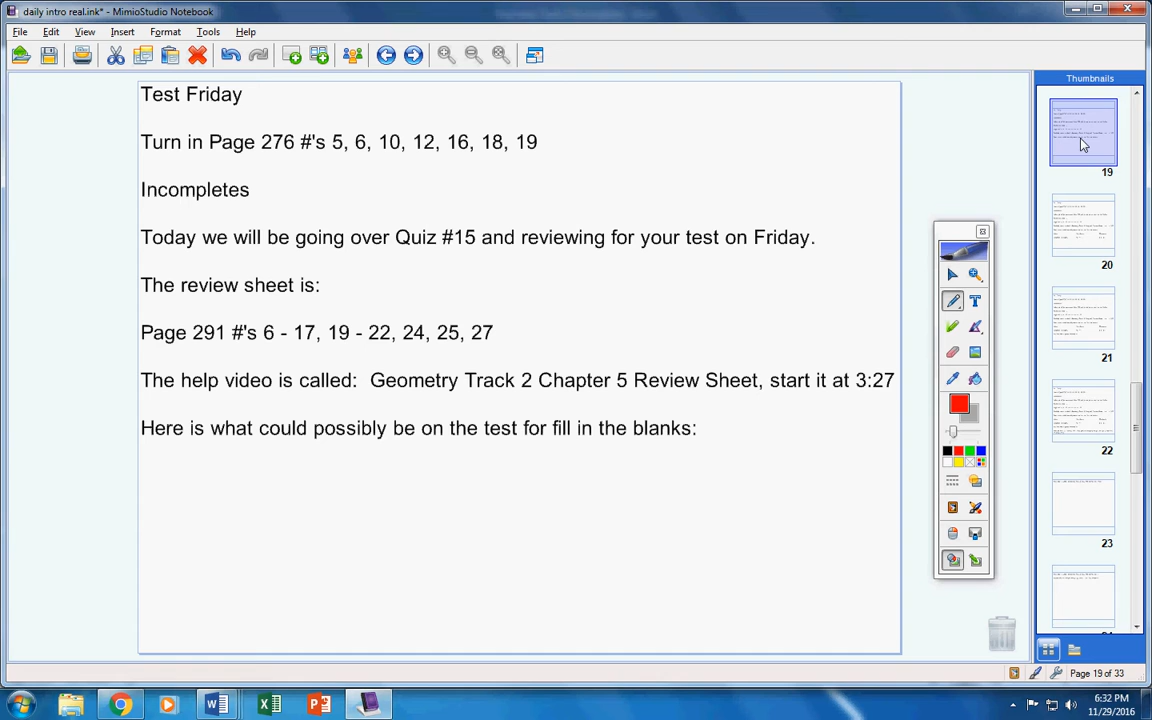 daily intro real.ink* - MimioStudio Notebook
File Edit View Insert Format Tools Help
Thumbnails
Test Friday
Turn in Page 276 #'s 5, 6, 10, 12, 16, 18, 19
Incompletes
Today we will be going over Quiz #15 and reviewing for your test on Friday.
The review sheet is:
Page 291 #'s 6 - 17, 19 - 22, 24, 25, 27
The help video is called:  Geometry Track 2 Chapter 5 Review Sheet, start it at 3:27
Here is what could possibly be on the test for fill in the blanks:
19
20
21
22
23
Page 19 of 33
6:32 PM
11/29/2016